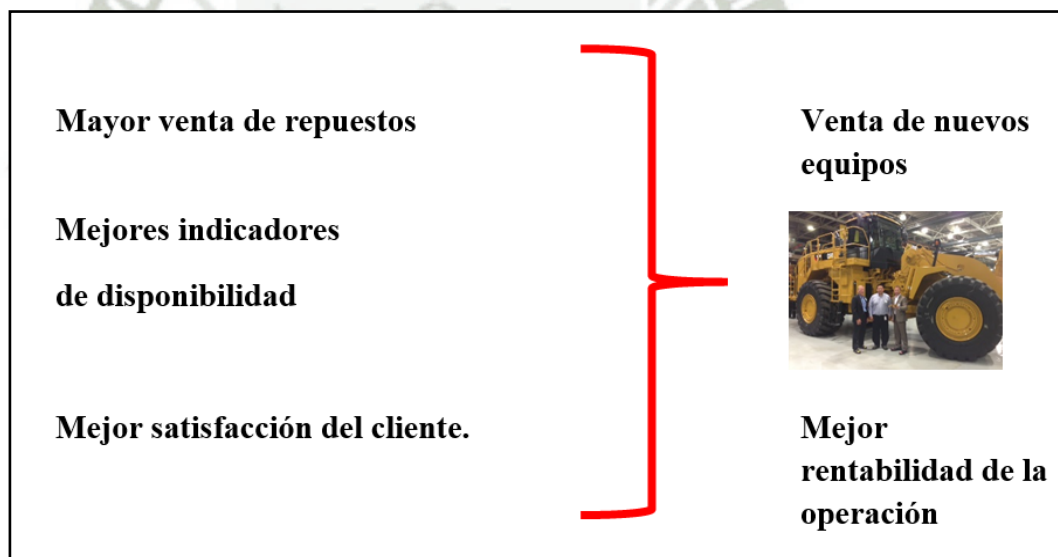 Mayor venta de repuestos
Mejores indicadores
de disponibilidad
Mejor satisfacción del cliente.
Venta de nuevos
equipos
Mejor
rentabilidad de la
operación